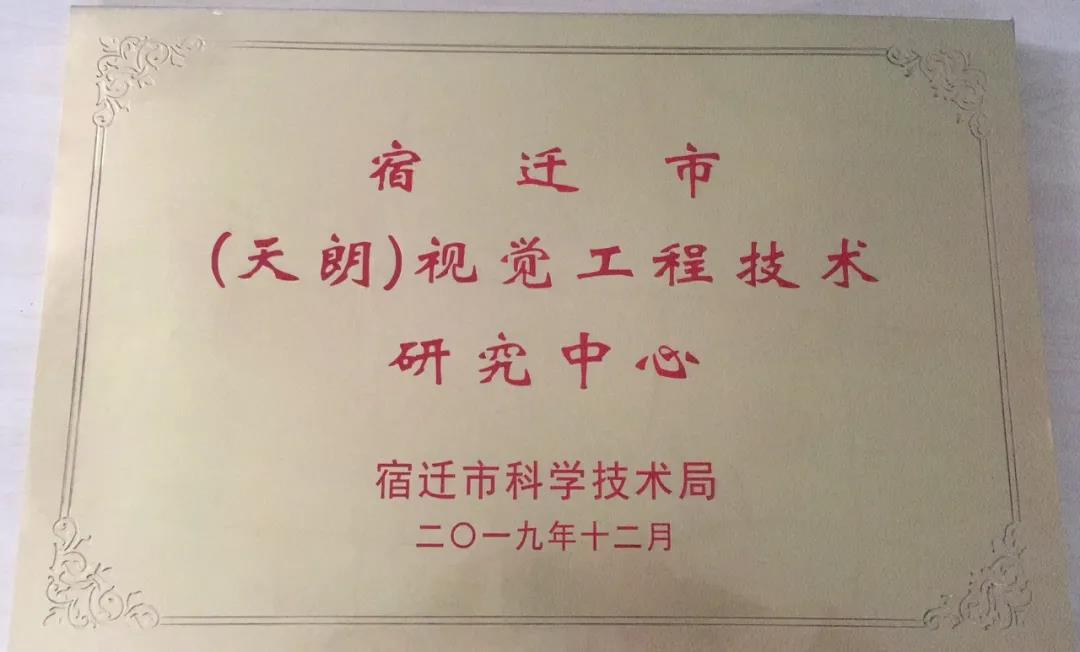 宿迁市
(天朗)视觉工程技术
研究中心
宿迁市科学技术局
二〇一九年十二月